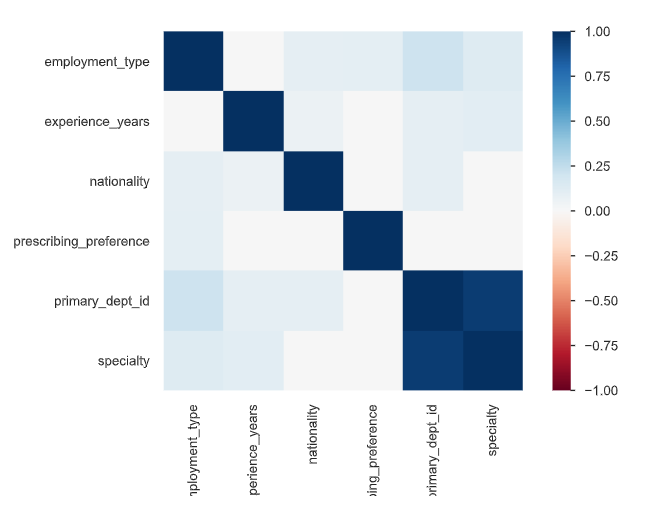 employment_type
experience_years
nationality
prescribing_preference
primary_dept_id
specialty
1.00
0.75
0.50
0.25
0.00
−0.25
−0.50
−0.75
−1.00
nployment_type
perience_years
nationality
bing_preference
primary_dept_id
specialty